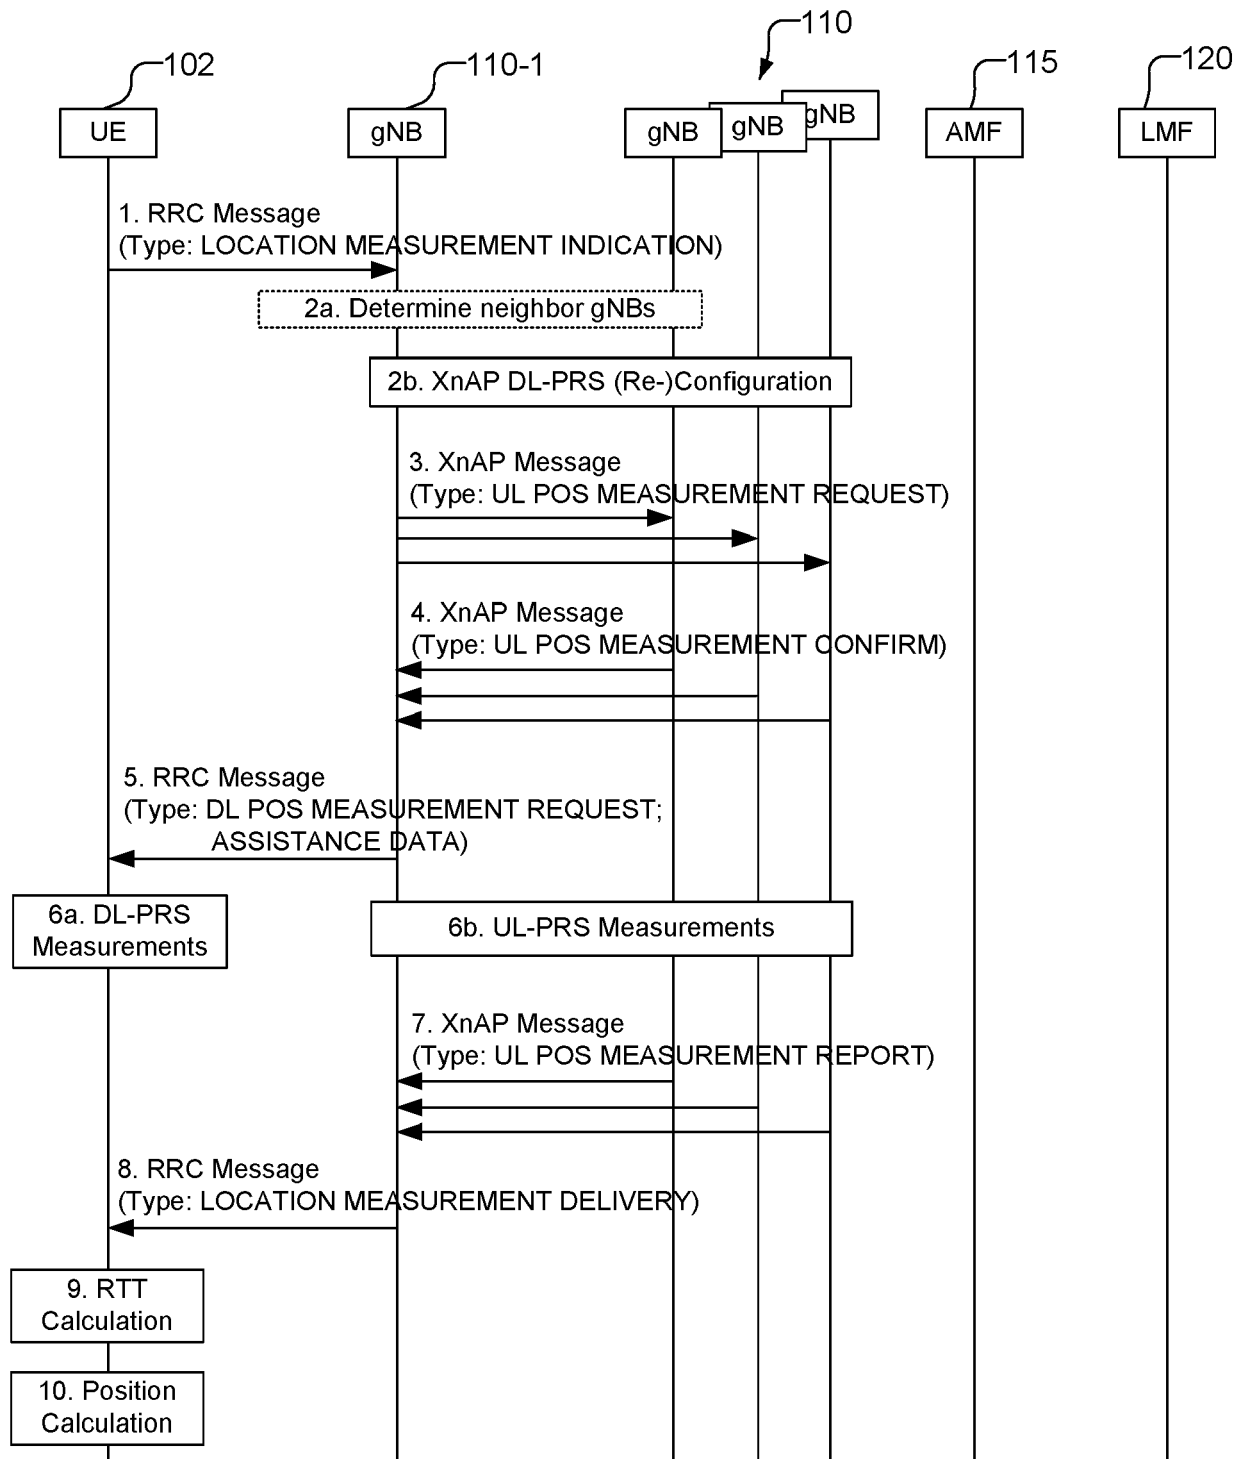 110
102
110-1
115
120
UE
gNB
gNB
gNB
gNB
AMF
LMF
1. RRC Message
(Type: LOCATION MEASUREMENT INDICATION)
2a. Determine neighbor gNBs
2b. XnAP DL-PRS (Re-)Configuration
3. XnAP Message
(Type: UL POS MEASUREMENT REQUEST)
4. XnAP Message
(Type: UL POS MEASUREMENT CONFIRM)
5. RRC Message
(Type: DL POS MEASUREMENT REQUEST;
ASSISTANCE DATA)
6a. DL-PRS
Measurements
6b. UL-PRS Measurements
7. XnAP Message
(Type: UL POS MEASUREMENT REPORT)
8. RRC Message
(Type: LOCATION MEASUREMENT DELIVERY)
9. RTT
Calculation
10. Position
Calculation